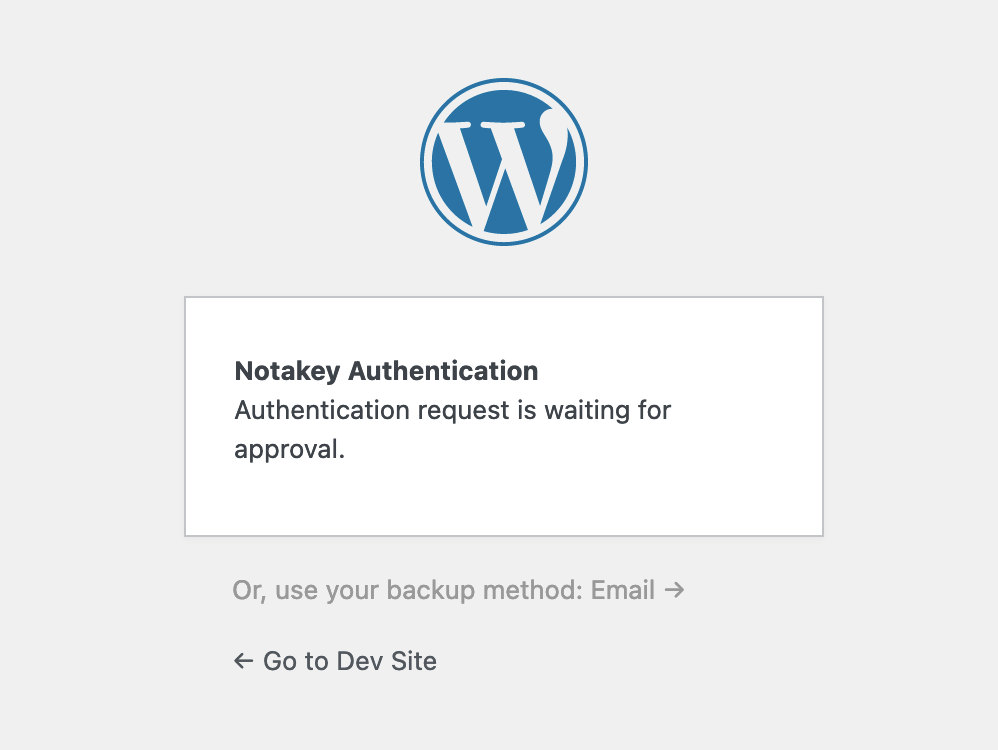 Notakey Authentication
Authentication request is waiting for
approval.
Or, use your backup method: Email →
← Go to Dev Site